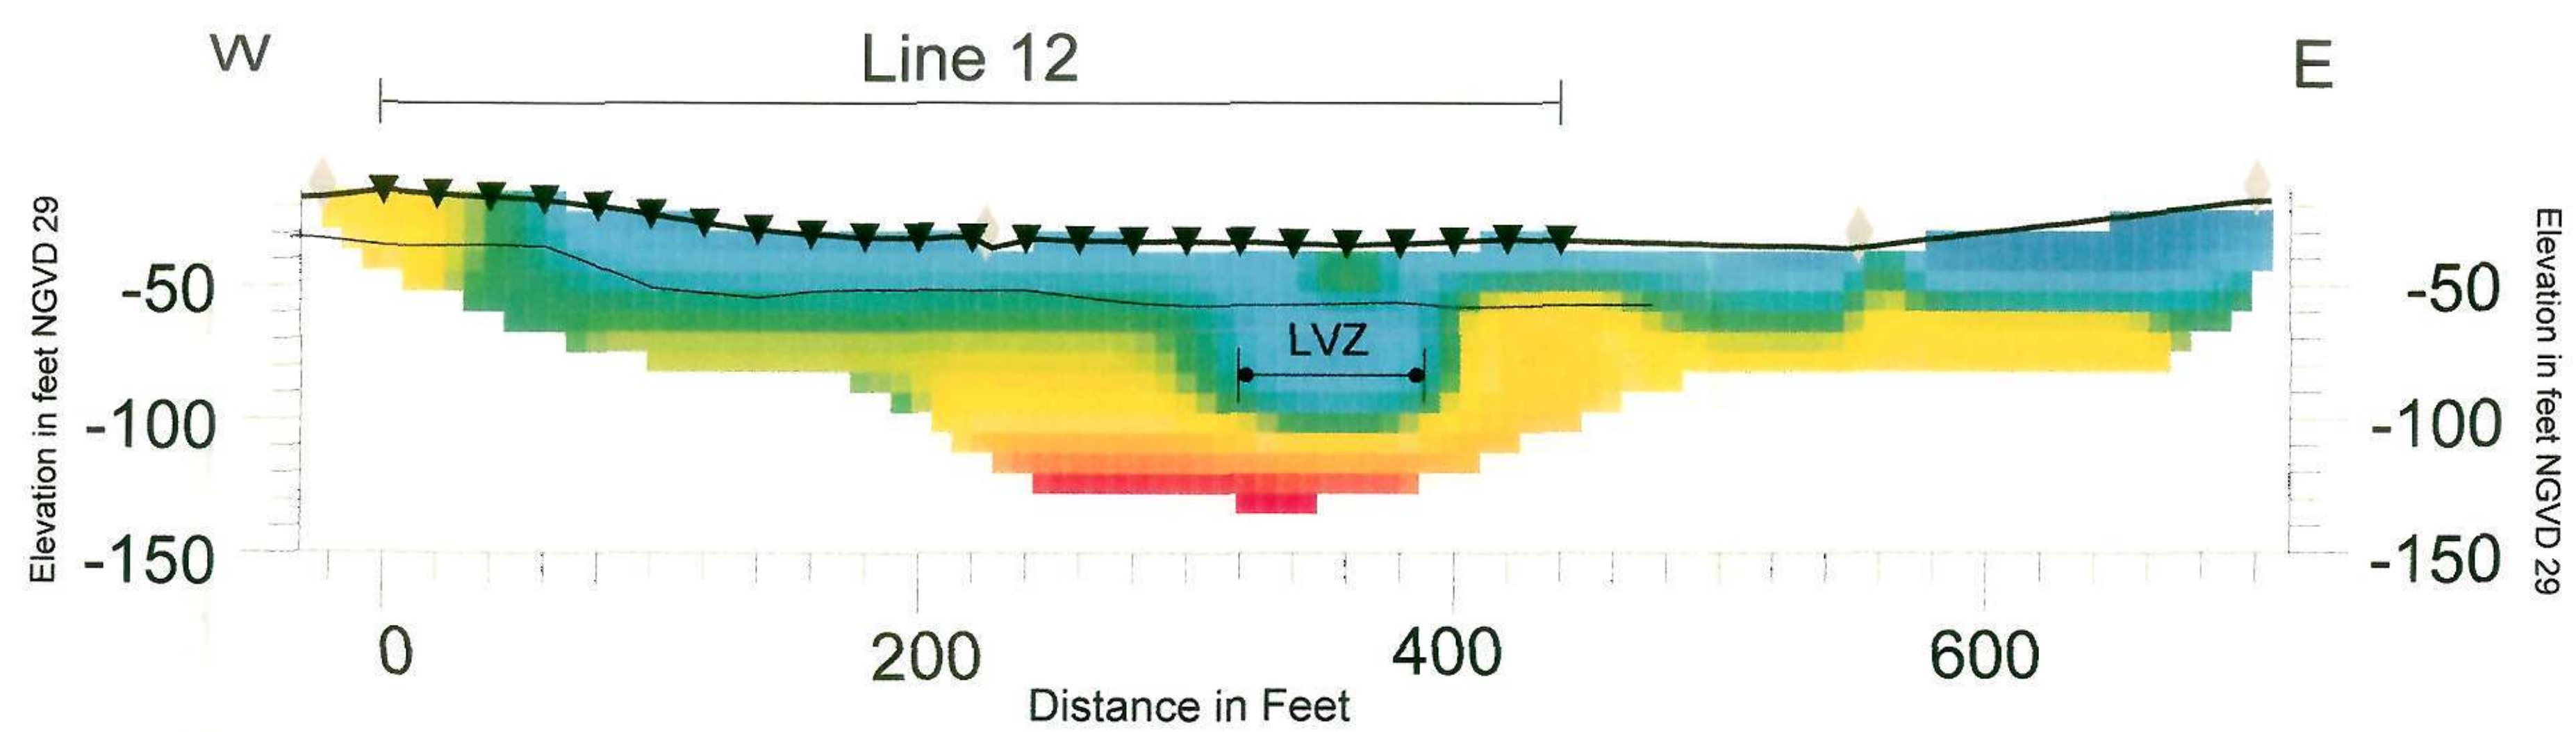 W
Line 12
E
Elevation in feet NGVD 29
-50
-100
-150
LVZ
-50
-100
-150
Elevation in feet NGVD 29
0
200
400
600
Distance in Feet